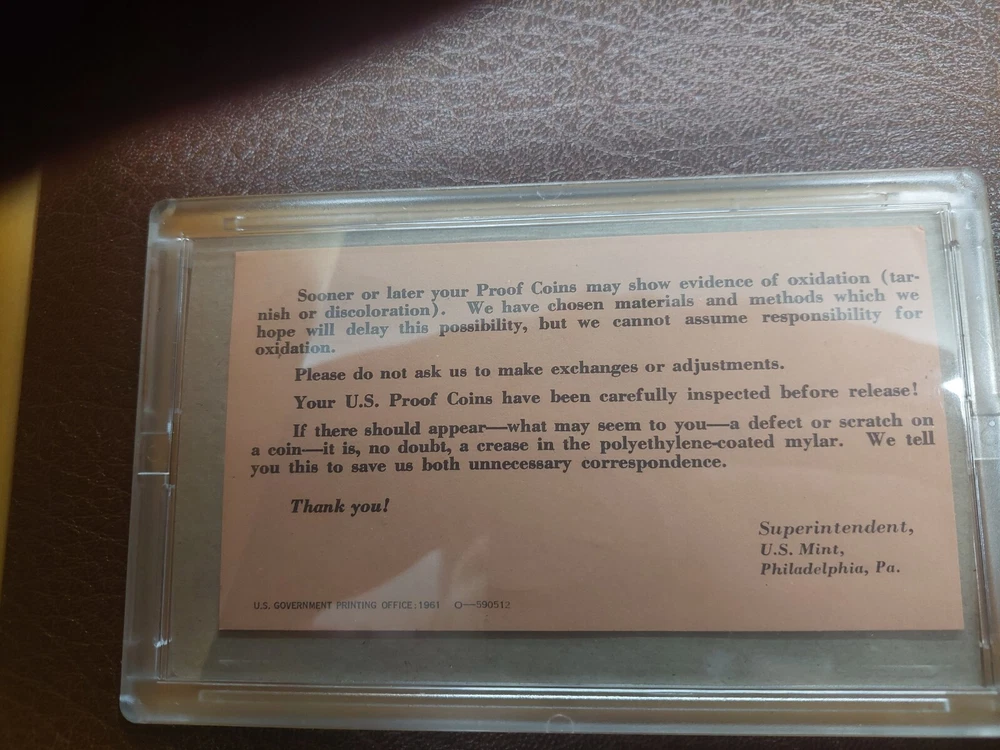 Sooner or later your Proof Coins may show evidence of oxidation (tar-
nish or discoloration). We have chosen materials and methods which we
hope will delay this possibility, but we cannot assume responsibility for
oxidation.
Please do not ask us to make exchanges or adjustments.
Your U.S. Proof Coins have been carefully inspected before release!
If there should appear—what may seem to you—a defect or scratch on
a coin—it is, no doubt, a crease in the polyethylene-coated mylar. We tell
you this to save us both unnecessary correspondence.
Thank you!
Superintendent,
U.S. Mint,
Philadelphia, Pa.
U.S. GOVERNMENT PRINTING OFFICE: 1961 O—590512